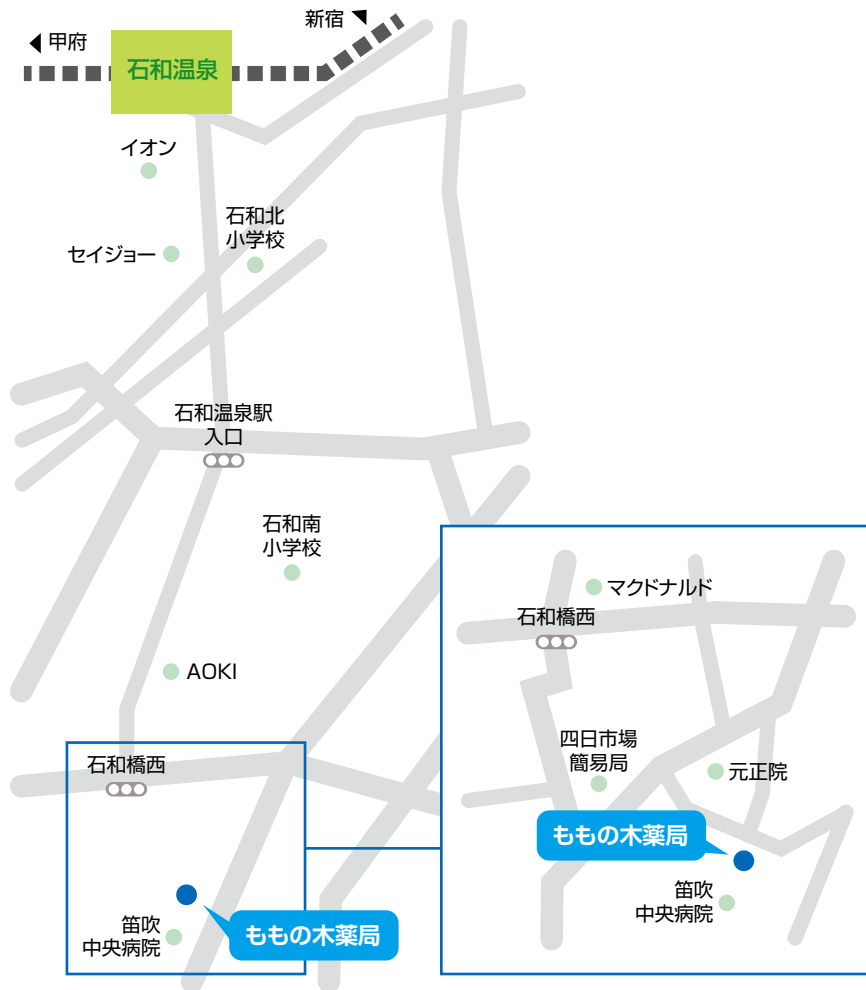 新宿
甲府
石和温泉
イオン
石和北
小学校
セイジョー
石和温泉駅
入口
石和南
小学校
AOKI
石和橋西
笛吹
中央病院
ももの木薬局
マクドナルド
石和橋西
四日市場
簡易局
元正院
ももの木薬局
笛吹
中央病院